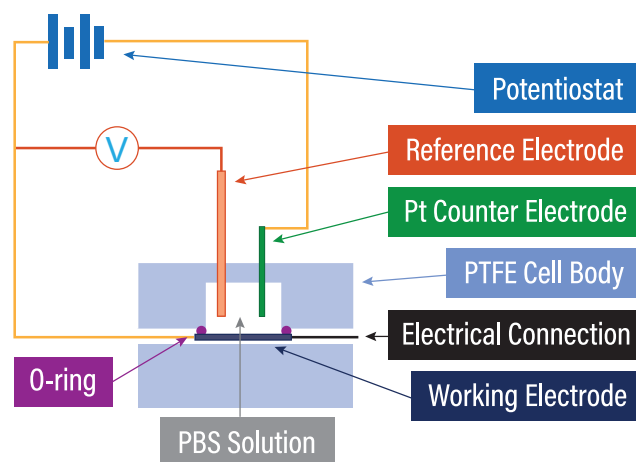 Potentiostat
V
Reference Electrode
Pt Counter Electrode
PTFE Cell Body
Electrical Connection
O-ring
Working Electrode
PBS Solution